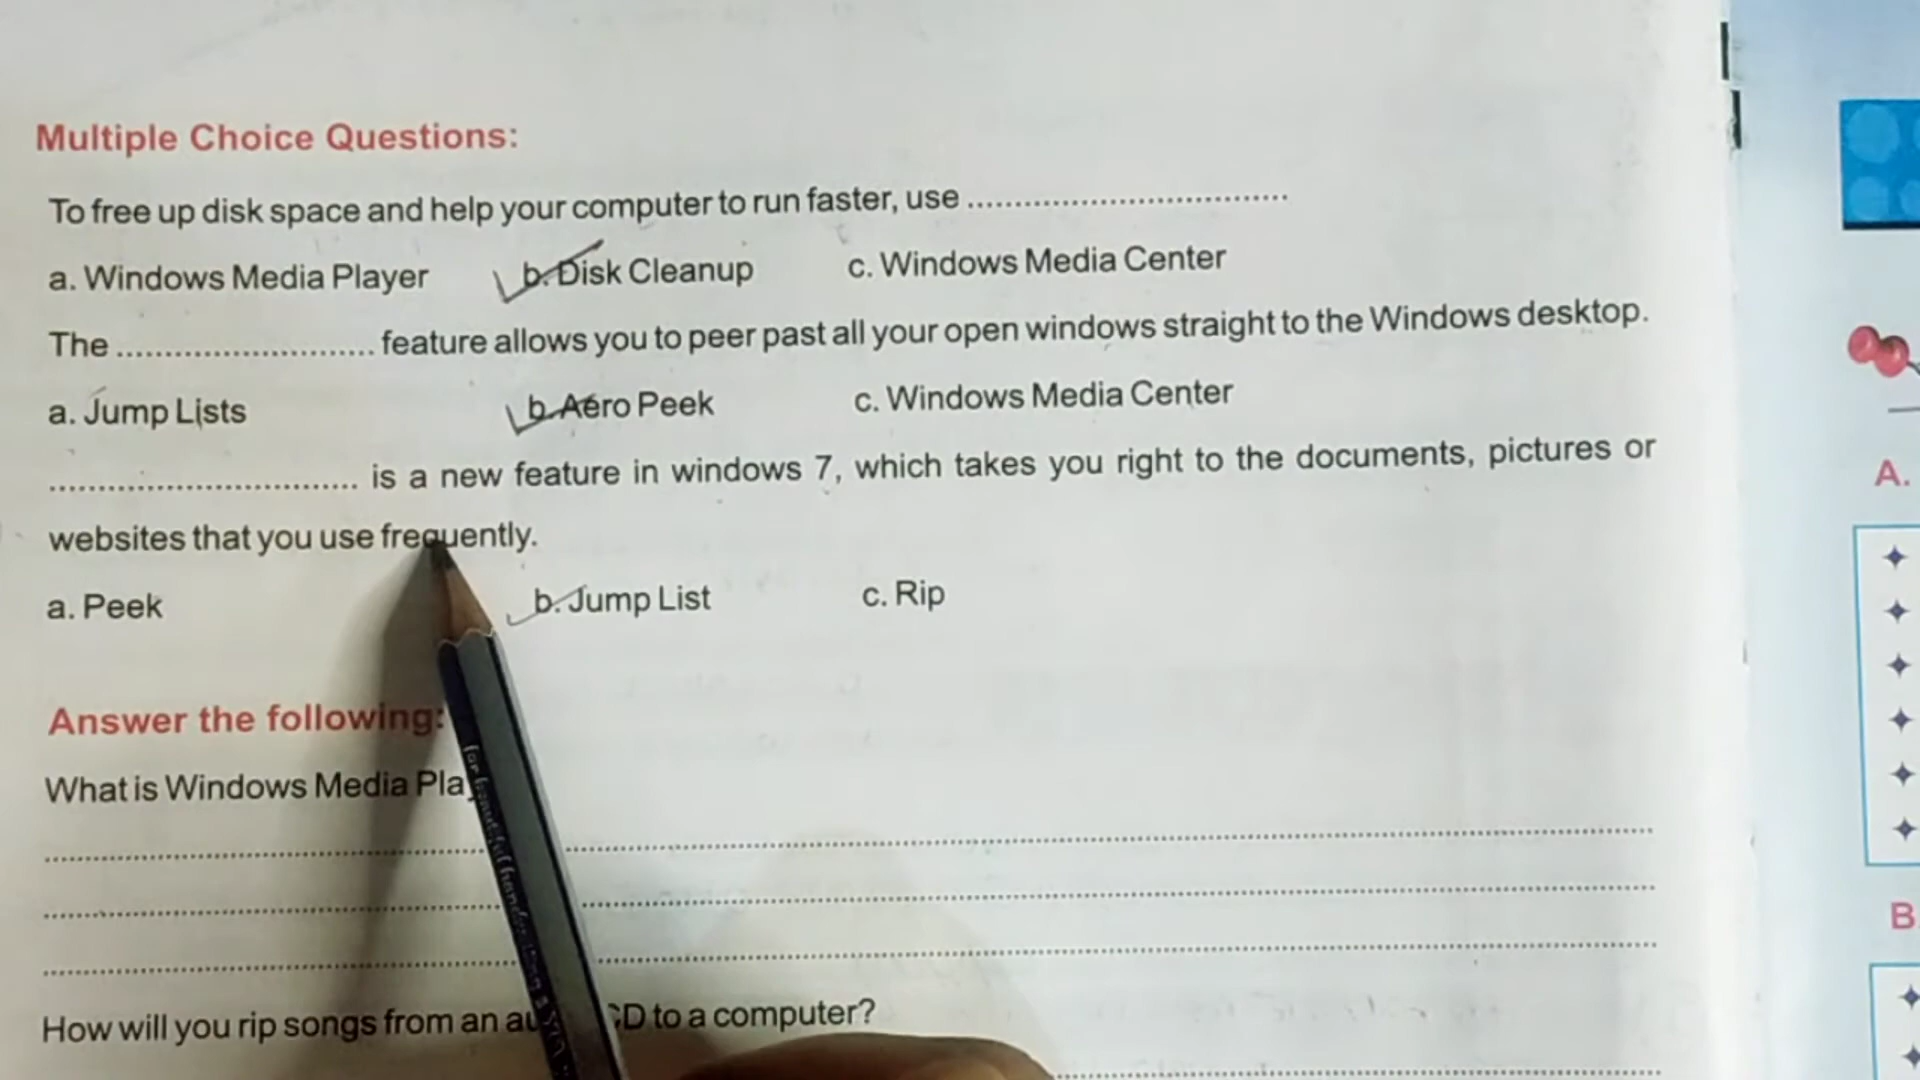 Multiple Choice Questions:
To free up disk space and help your computer to run faster, use ................................
a. Windows Media Player b. Disk Cleanup c. Windows Media Center
The .......................... feature allows you to peer past all your open windows straight to the Windows desktop.
a. Jump Lists b. Aero Peek c. Windows Media Center
............................... is a new feature in windows 7, which takes you right to the documents, pictures or
websites that you use frequently.
a. Peek b. Jump List c. Rip
Answer the following:
What is Windows Media
How will you rip songs from an CD to a computer?
for beautiful handwriting
A.
B